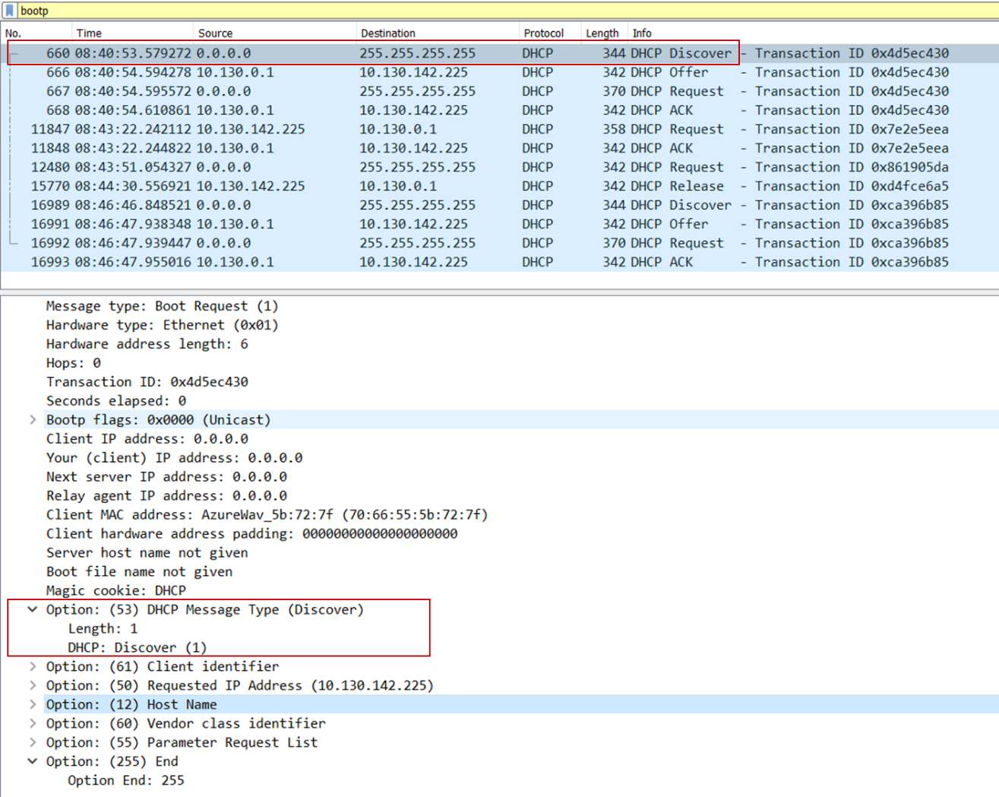 bootp
No. Time Source Destination Protocol Length Info
660 08:40:53.579272 0.0.0.0 255.255.255.255 DHCP 344 DHCP Discover - Transaction ID 0x4d5ec430
666 08:40:54.594278 10.130.0.1 10.130.142.225 DHCP 342 DHCP Offer - Transaction ID 0x4d5ec430
667 08:40:54.595572 0.0.0.0 255.255.255.255 DHCP 370 DHCP Request - Transaction ID 0x4d5ec430
668 08:40:54.610861 10.130.0.1 10.130.142.225 DHCP 342 DHCP ACK - Transaction ID 0x4d5ec430
11847 08:43:22.242112 10.130.142.225 10.130.0.1 DHCP 358 DHCP Request - Transaction ID 0x7e2e5eea
11848 08:43:22.244822 10.130.0.1 10.130.142.225 DHCP 342 DHCP ACK - Transaction ID 0x7e2e5eea
12480 08:43:51.054327 0.0.0.0 255.255.255.255 DHCP 342 DHCP Request - Transaction ID 0x861905da
15770 08:44:30.556921 10.130.142.225 10.130.0.1 DHCP 342 DHCP Release - Transaction ID 0xd4fce6a5
16989 08:46:46.848521 0.0.0.0 255.255.255.255 DHCP 344 DHCP Discover - Transaction ID 0xca396b85
16991 08:46:47.938348 10.130.0.1 10.130.142.225 DHCP 342 DHCP Offer - Transaction ID 0xca396b85
16992 08:46:47.939447 0.0.0.0 255.255.255.255 DHCP 370 DHCP Request - Transaction ID 0xca396b85
16993 08:46:47.955016 10.130.0.1 10.130.142.225 DHCP 342 DHCP ACK - Transaction ID 0xca396b85
Message type: Boot Request (1)
Hardware type: Ethernet (0x01)
Hardware address length: 6
Hops: 0
Transaction ID: 0x4d5ec430
Seconds elapsed: 0
Bootp flags: 0x0000 (Unicast)
Client IP address: 0.0.0.0
Your (client) IP address: 0.0.0.0
Next server IP address: 0.0.0.0
Relay agent IP address: 0.0.0.0
Client MAC address: AzureWav_5b:72:7f (70:66:55:5b:72:7f)
Client hardware address padding: 00000000000000000000
Server host name not given
Boot file name not given
Magic cookie: DHCP
Option: (53) DHCP Message Type (Discover)
Length: 1
DHCP: Discover (1)
Option: (61) Client identifier
Option: (50) Requested IP Address (10.130.142.225)
Option: (12) Host Name
Option: (60) Vendor class identifier
Option: (55) Parameter Request List
Option: (255) End
Option End: 255